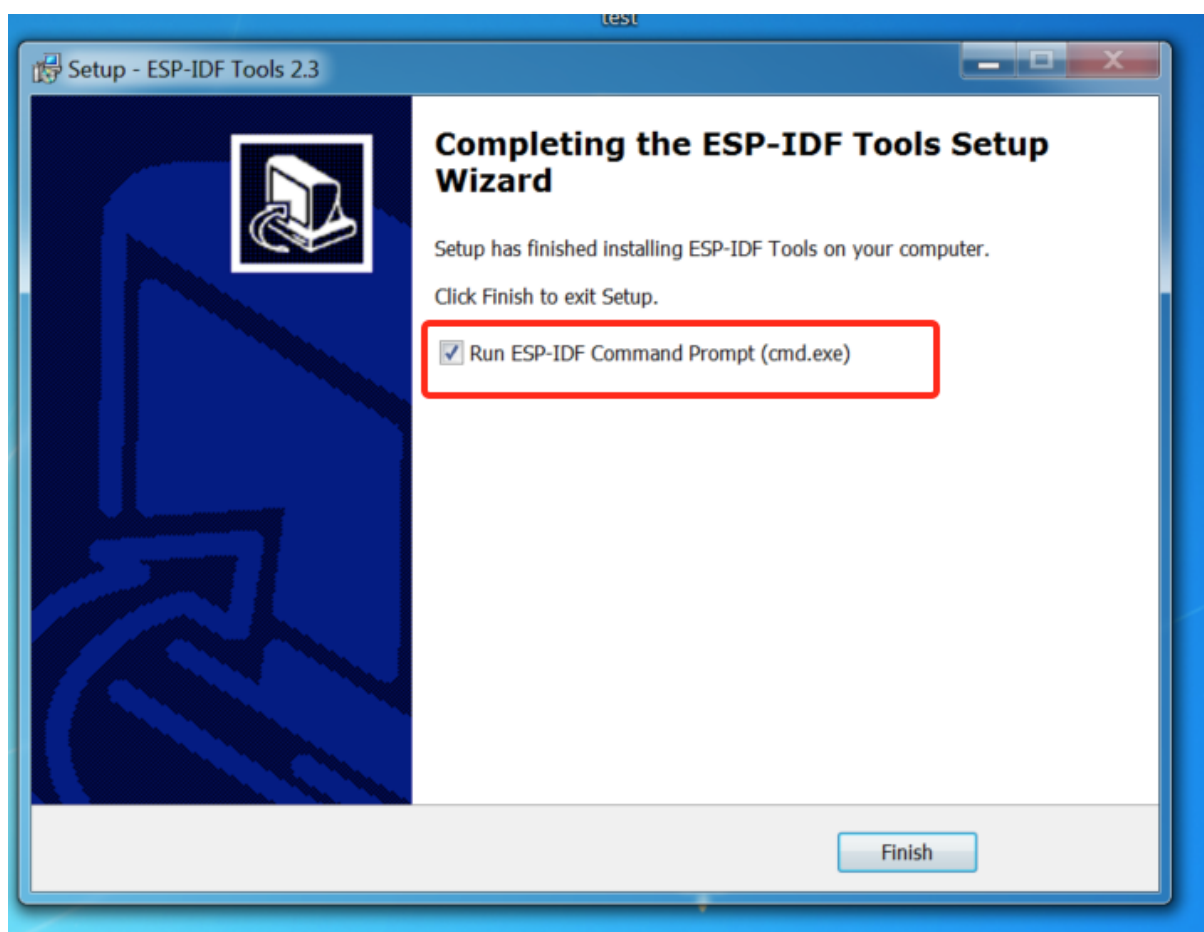 test
Setup - ESP-IDF Tools 2.3
Completing the ESP-IDF Tools Setup
Wizard
Setup has finished installing ESP-IDF Tools on your computer.
Click Finish to exit Setup.
Run ESP-IDF Command Prompt (cmd.exe)
Finish